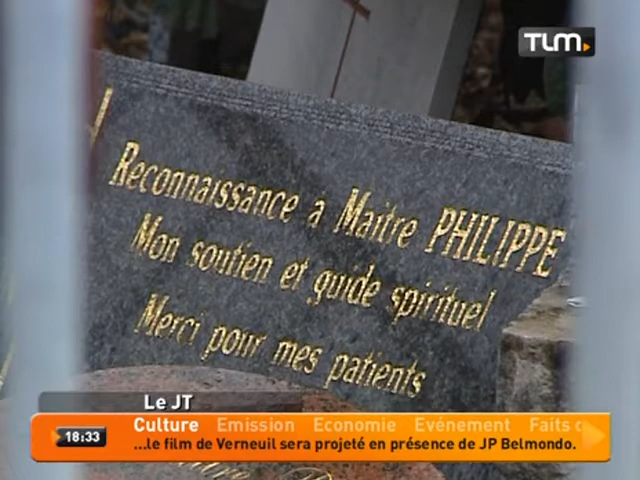 TLM
Reconnaissance à Maître PHILIPPE
Mon soutien et guide spirituel
Merci pour mes patients
Le JT
Culture Emission Economie Evénement Faits d
18:33
...le film de Verneuil sera projeté en présence de JP Belmondo.